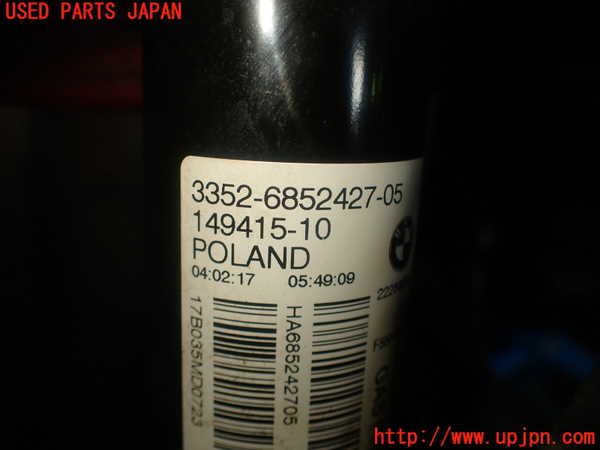 USED PARTS JAPAN
3352-6852427-05
149415-10
POLAND
04:02:17 05:49:09
17B035MD0723
HA685242705
http://www.upjpn.com/